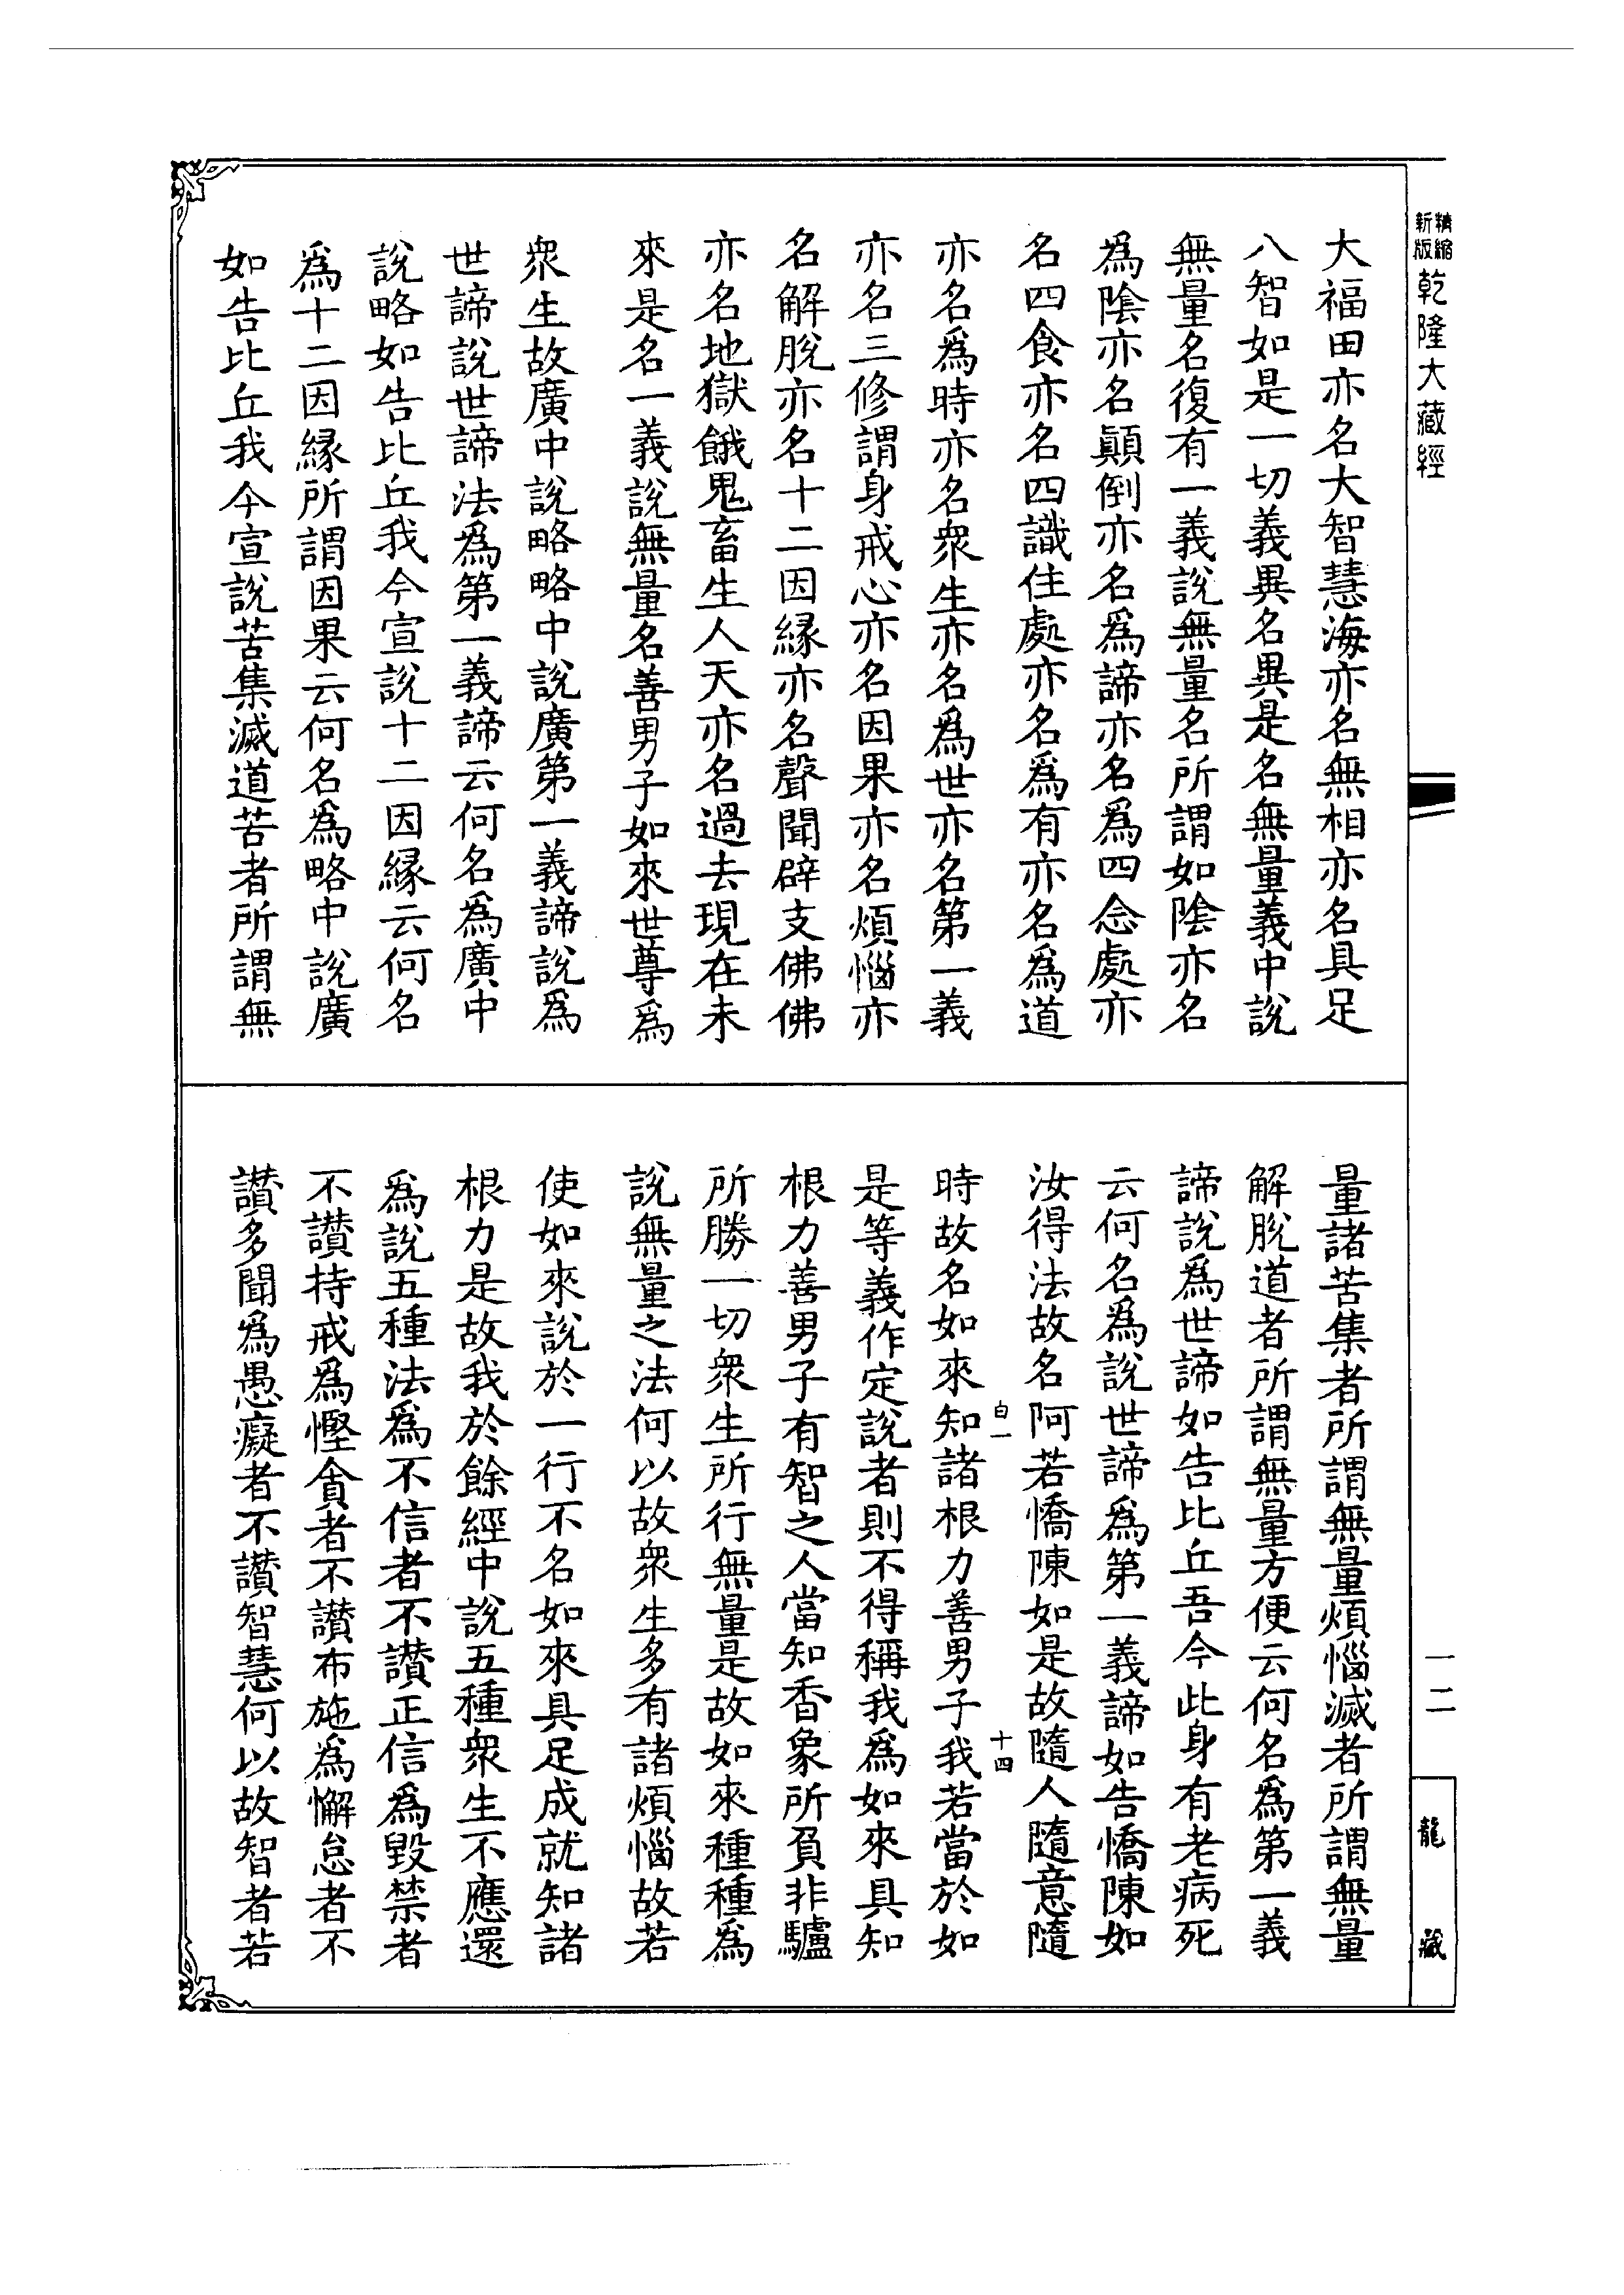 精縮
新版
乾隆大藏經
大福田亦名大智慧海亦名無相亦名具足
八智如是一切義異名異是名無量義中說
無量名復有一義說無量名所謂如陰亦名
為陰亦名顛倒亦名為諦亦名為四念處亦
名四食亦名四識住處亦名為有亦名為道
亦名為時亦名衆生亦名為世亦名第一義
亦名三修謂身戒心亦名因果亦名煩惱亦
名解脫亦名十二因緣亦名聲聞辟支佛佛
亦名地獄餓鬼畜生人天亦名過去現在未
來是名一義說無量名善男子如來世尊為
衆生故廣中說略略中說廣第一義諦說為
世諦說世諦法為第一義諦云何名為廣中
說略如告比丘我今宣說十二因緣云何名
為十二因緣所謂因果云何名為略中說廣
如告比丘我今宣說苦集滅道苦者所謂無
量諸苦集者所謂無量煩惱滅者所謂無量
解脫道者所謂無量方便云何名為第一義
諦說為世諦如告比丘吾今此身有老病死
云何名為說世諦為第一義諦如告憍陳如
汝得法故名阿若憍陳如是故隨人隨意隨
時故名如來知諸根力善男子我若當於如
白一
十四
是等義作定說者則不得稱我為如來具知
根力善男子有智之人當知香象所負非驢
所勝一切衆生所行無量是故如來種種為
說無量之法何以故衆生多有諸煩惱故若
使如來說於一行不名如來具足成就知諸
根力是故我於餘經中說五種衆生不應還
為說五種法為不信者不讚正信為毀禁者
不讚持戒為慳貪者不讚布施為懈怠者不
讚多聞為愚癡者不讚智慧何以故智者若
一二
龍藏